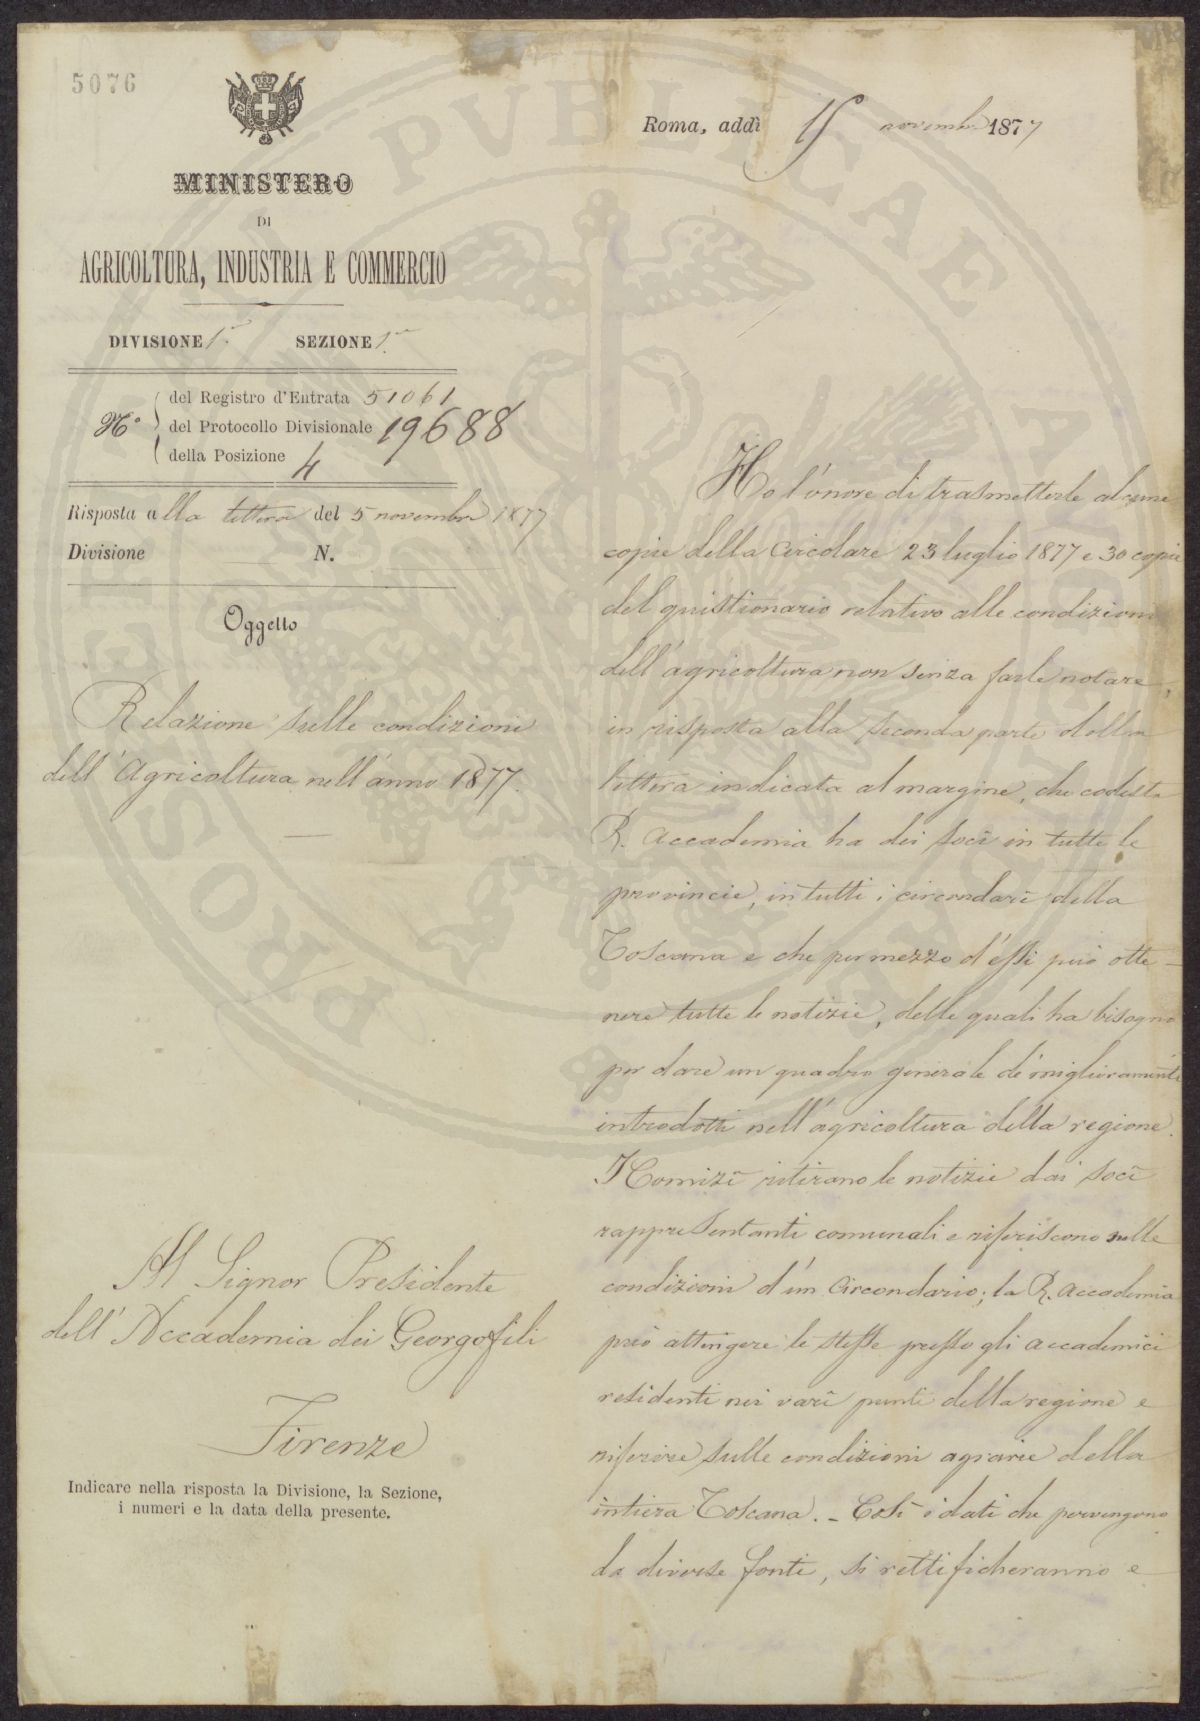 5076
MINISTERO
DI
AGRICOLTURA, INDUSTRIA E COMMERCIO
DIVISIONE 1ª SEZIONE 1ª
N.º
del Registro d'Entrata 51061
del Protocollo Divisionale 19688
della Posizione 4
Risposta alla lettera del 5 novembre 1877
Divisione N.
Oggetto
Relazione sulle condizioni
dell'Agricoltura nell'anno 1877.
Al Signor Presidente
dell'Accademia dei Georgofili
Firenze
Indicare nella risposta la Divisione, la Sezione,
i numeri e la data della presente.
Roma, addì novembre 1877
Ho l'onore di trasmetterle alcune
copie della Circolare 23 luglio 1877 e 30 copie
del quistionario relativo alle condizioni
dell'agricoltura non senza farle notare,
in risposta alla seconda parte della
lettera indicata al margine, che codesta
R. Accademia ha dei socî in tutte le
provincie, in tutti i circondarî della
Toscana e che per mezzo d'essi può otte-
nere tutte le notizie, delle quali ha bisogno
per dare un quadro generale de' miglioramenti
introdotti nell'agricoltura della regione.
I Comizî ritirano le notizie dai socî
rappresentanti comunali e riferiscono sulle
condizioni d'un Circondario; la R. Accademia
può attingere le stesse presso gli accademici
residenti nei varî punti della regione e
riferire sulle condizioni agrarie della
intiera Toscana. - Così i dati che pervengono
da diverse fonti, si rettificheranno e
PROSPERITATI PUBLICAE